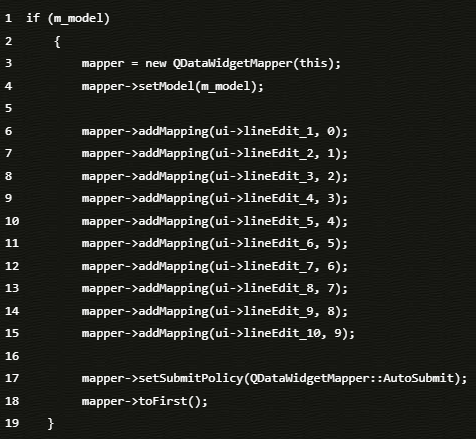 1 if (m_model)
2     {
3         mapper = new QDataWidgetMapper(this);
4         mapper->setModel(m_model);
5
6         mapper->addMapping(ui->lineEdit_1, 0);
7         mapper->addMapping(ui->lineEdit_2, 1);
8         mapper->addMapping(ui->lineEdit_3, 2);
9         mapper->addMapping(ui->lineEdit_4, 3);
10         mapper->addMapping(ui->lineEdit_5, 4);
11         mapper->addMapping(ui->lineEdit_6, 5);
12         mapper->addMapping(ui->lineEdit_7, 6);
13         mapper->addMapping(ui->lineEdit_8, 7);
14         mapper->addMapping(ui->lineEdit_9, 8);
15         mapper->addMapping(ui->lineEdit_10, 9);
16
17         mapper->setSubmitPolicy(QDataWidgetMapper::AutoSubmit);
18         mapper->toFirst();
19    }